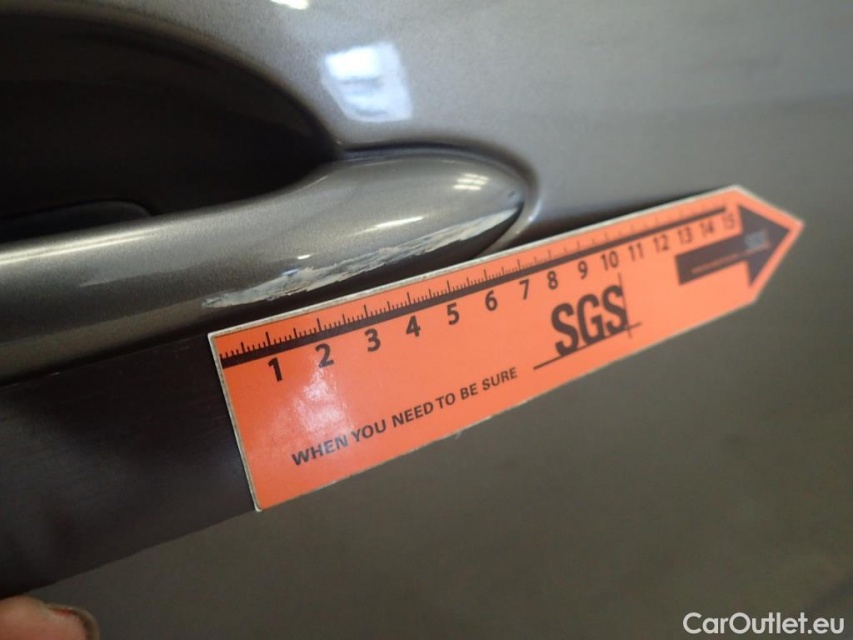 1 2 3 4 5 6 7 8 9 10 11 12 13 14 15
SGS
WHEN YOU NEED TO BE SURE
CarOutlet.eu